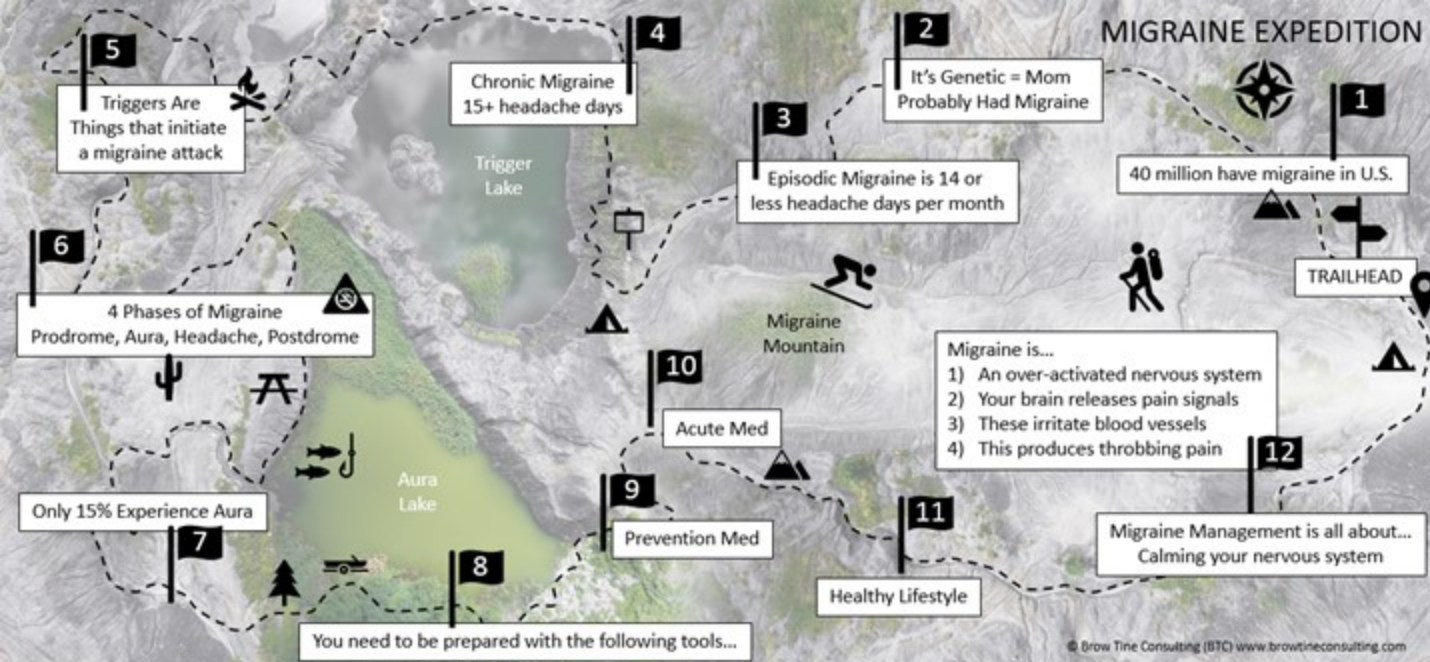 MIGRAINE EXPEDITION
1
40 million have migraine in U.S.
TRAILHEAD
2
It's Genetic = Mom
Probably Had Migraine
3
Episodic Migraine is 14 or
less headache days per month
4
Chronic Migraine
15+ headache days
Trigger
Lake
5
Triggers Are
Things that initiate
a migraine attack
6
4 Phases of Migraine
Prodrome, Aura, Headache, Postdrome
7
Only 15% Experience Aura
Aura
Lake
8
You need to be prepared with the following tools...
9
Prevention Med
10
Acute Med
Migraine
Mountain
11
Healthy Lifestyle
Migraine is...
1) An over-activated nervous system
2) Your brain releases pain signals
3) These irritate blood vessels
4) This produces throbbing pain
12
Migraine Management is all about...
Calming your nervous system
© Brow Tine Consulting (BTC) www.browtineconsulting.com